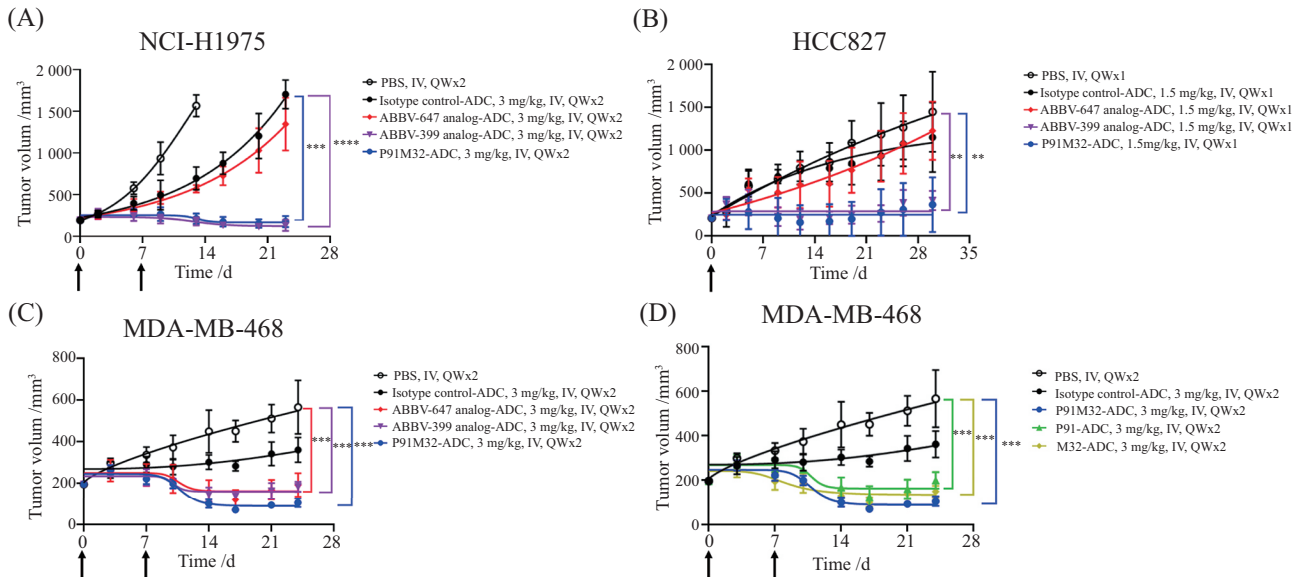 (A)
NCI-H1975
Tumor volum /mm³
2 000
1 500
1 000
500
0
0 7 14 21 28
Time /d
PBS, IV, QWx2
Isotype control-ADC, 3 mg/kg, IV, QWx2
ABBV-647 analog-ADC, 3 mg/kg, IV, QWx2
ABBV-399 analog-ADC, 3 mg/kg, IV, QWx2
P91M32-ADC, 3 mg/kg, IV, QWx2
*** ****
(B)
HCC827
Tumor volum /mm³
2 000
1 500
1 000
500
0
0 7 14 21 28 35
Time /d
PBS, IV, QWx1
Isotype control-ADC, 1.5 mg/kg, IV, QWx1
ABBV-647 analog-ADC, 1.5 mg/kg, IV, QWx1
ABBV-399 analog-ADC, 1.5 mg/kg, IV, QWx1
P91M32-ADC, 1.5mg/kg, IV, QWx1
** **
(C)
MDA-MB-468
Tumor volum /mm³
800
600
400
200
0
0 7 14 21 28
Time /d
PBS, IV, QWx2
Isotype control-ADC, 3 mg/kg, IV, QWx2
ABBV-647 analog-ADC, 3 mg/kg, IV, QWx2
ABBV-399 analog-ADC, 3 mg/kg, IV, QWx2
P91M32-ADC, 3 mg/kg, IV, QWx2
*** *** ***
(D)
MDA-MB-468
Tumor volum /mm³
800
600
400
200
0
0 7 14 21 28
Time /d
PBS, IV, QWx2
Isotype control-ADC, 3 mg/kg, IV, QWx2
P91M32-ADC, 3 mg/kg, IV, QWx2
P91-ADC, 3 mg/kg, IV, QWx2
M32-ADC, 3 mg/kg, IV, QWx2
*** *** ***